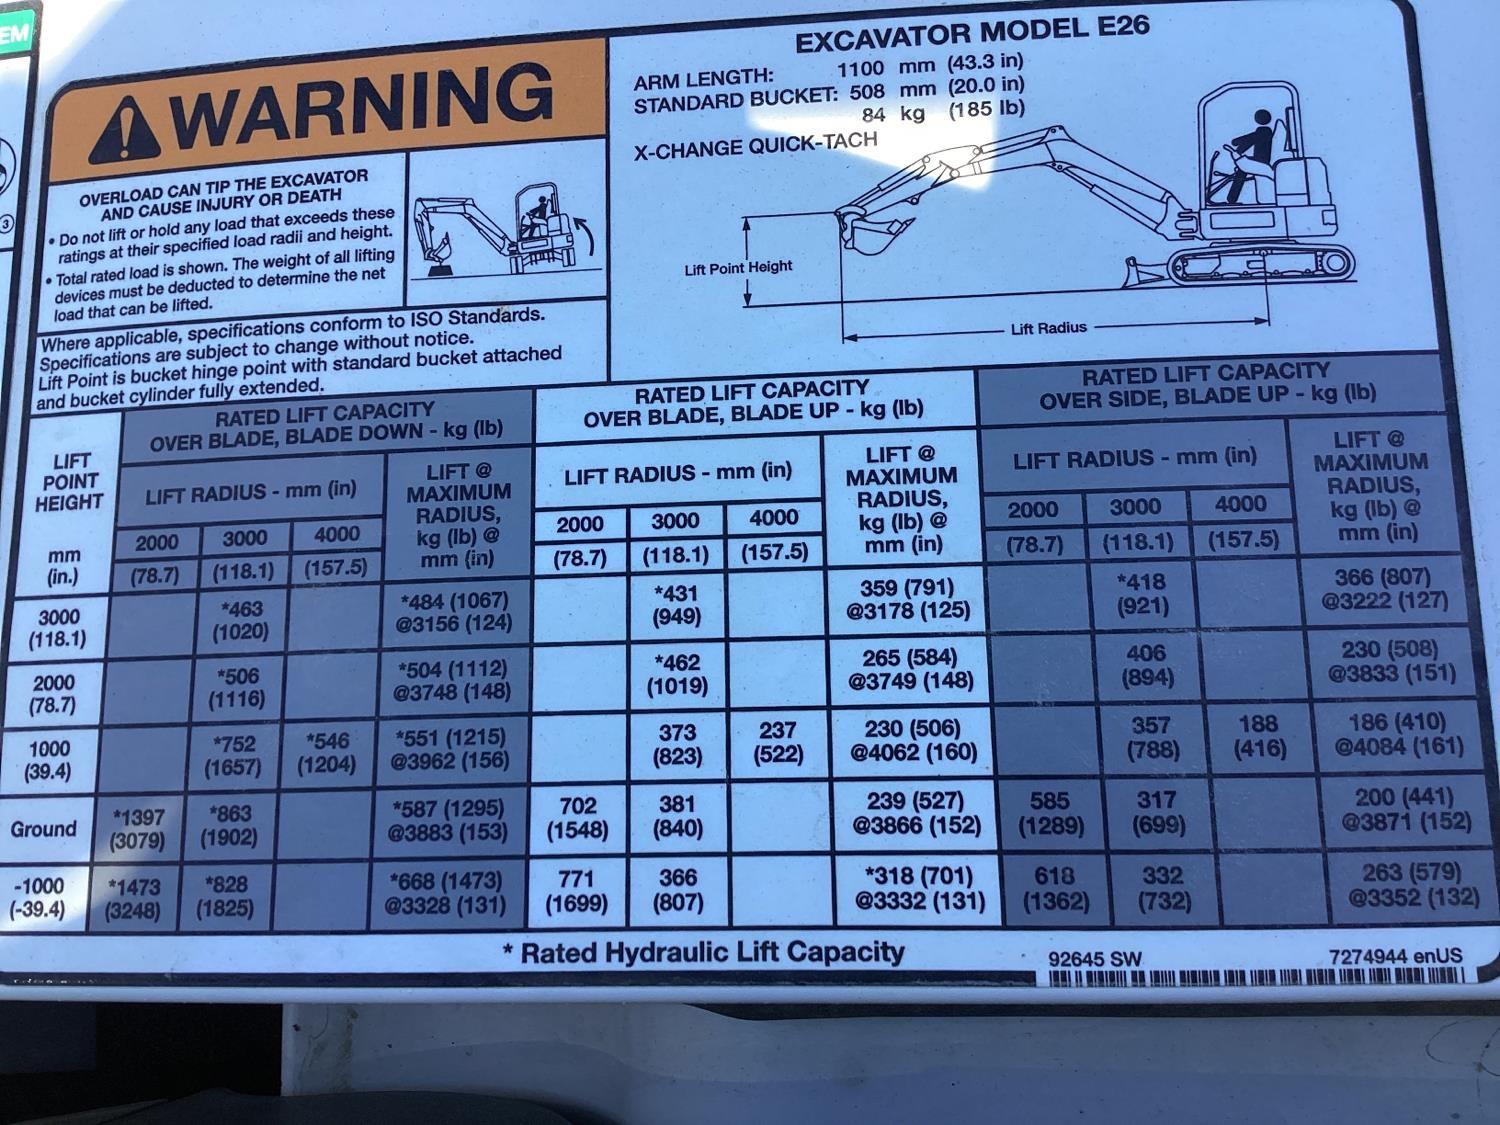 EM
3
WARNING
OVERLOAD CAN TIP THE EXCAVATOR
AND CAUSE INJURY OR DEATH
• Do not lift or hold any load that exceeds these
ratings at their specified load radii and height.
• Total rated load is shown. The weight of all lifting
devices must be deducted to determine the net
load that can be lifted.
Where applicable, specifications conform to ISO Standards.
Specifications are subject to change without notice.
Lift Point is bucket hinge point with standard bucket attached
and bucket cylinder fully extended.
EXCAVATOR MODEL E26
ARM LENGTH: 1100 mm (43.3 in)
STANDARD BUCKET: 508 mm (20.0 in)
84 kg (185 lb)
X-CHANGE QUICK-TACH
Lift Point Height
Lift Radius
LIFT
POINT
HEIGHT
mm
(in.)
RATED LIFT CAPACITY
OVER BLADE, BLADE DOWN - kg (lb)
RATED LIFT CAPACITY
OVER BLADE, BLADE UP - kg (lb)
RATED LIFT CAPACITY
OVER SIDE, BLADE UP - kg (lb)
LIFT RADIUS - mm (in)
LIFT @
MAXIMUM
RADIUS,
kg (lb) @
mm (in)
LIFT RADIUS - mm (in)
LIFT @
MAXIMUM
RADIUS,
kg (lb) @
mm (in)
LIFT RADIUS - mm (in)
LIFT @
MAXIMUM
RADIUS,
kg (lb) @
mm (in)
2000 3000 4000 2000 3000 4000 2000 3000 4000
(78.7) (118.1) (157.5) (78.7) (118.1) (157.5) (78.7) (118.1) (157.5)
3000 *463 *484 (1067) *431 359 (791) *418 366 (807)
(118.1) (1020) @3156 (124) (949) @3178 (125) (921) @3222 (127)
2000 *506 *504 (1112) *462 265 (584) 406 230 (508)
(78.7) (1116) @3748 (148) (1019) @3749 (148) (894) @3833 (151)
1000 *752 *546 *551 (1215) 373 237 230 (506) 357 188 186 (410)
(39.4) (1657) (1204) @3962 (156) (823) (522) @4062 (160) (788) (416) @4084 (161)
Ground *1397 *863 *587 (1295) 702 381 239 (527) 585 317 200 (441)
(3079) (1902) @3883 (153) (1548) (840) @3866 (152) (1289) (699) @3871 (152)
-1000 *1473 *828 *668 (1473) 771 366 *318 (701) 618 332 263 (579)
(-39.4) (3248) (1825) @3328 (131) (1699) (807) @3332 (131) (1362) (732) @3352 (132)
* Rated Hydraulic Lift Capacity
92645 SW
7274944 enUS